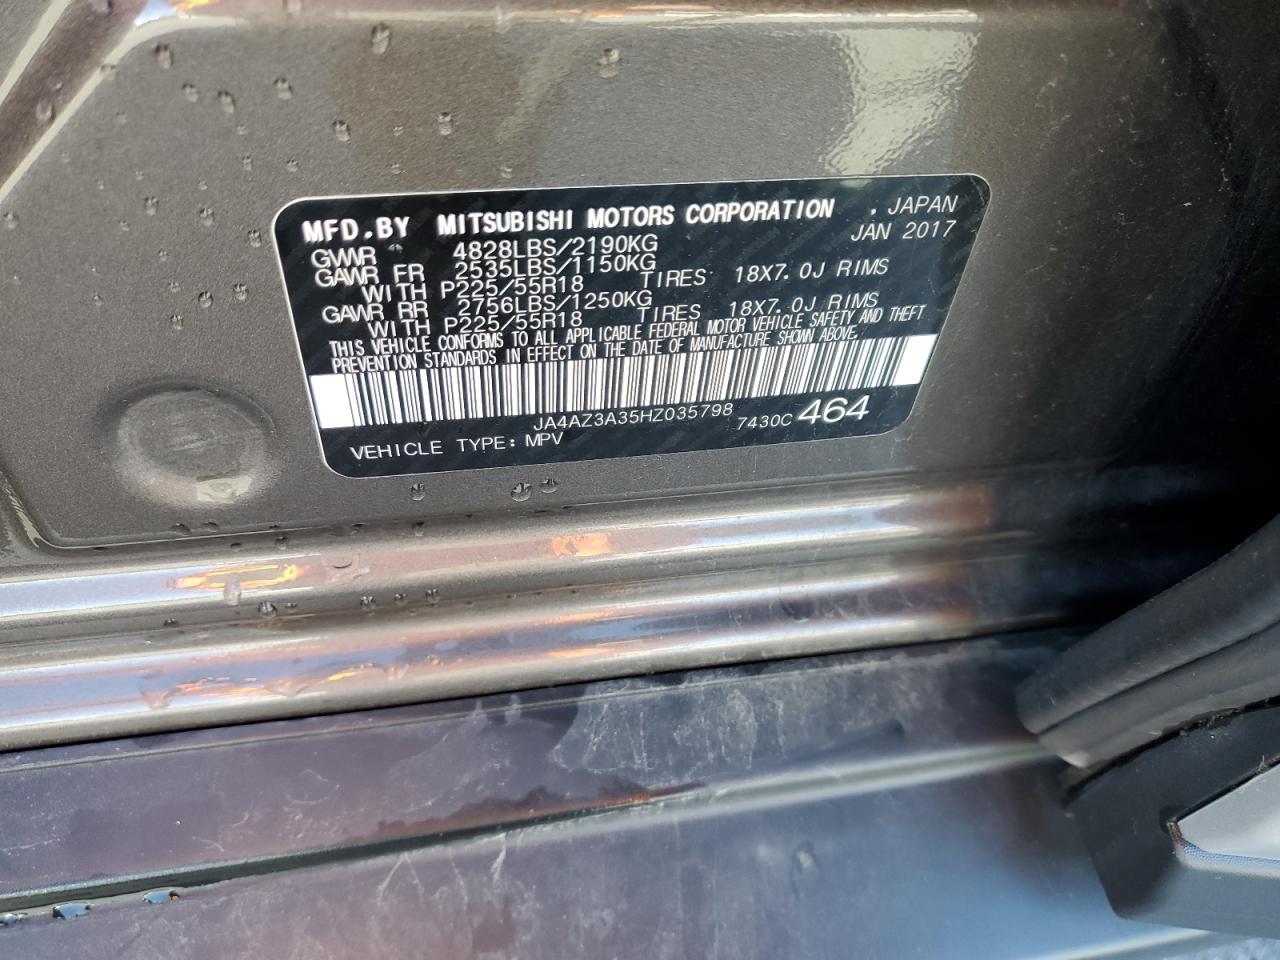 MFD.BY MITSUBISHI MOTORS CORPORATION , JAPAN
JAN 2017
GVWR 4828LBS/2190KG
GAWR FR 2535LBS/1150KG
WITH P225/55R18 TIRES 18X7.0J RIMS
GAWR RR 2756LBS/1250KG
WITH P225/55R18 TIRES 18X7.0J RIMS
THIS VEHICLE CONFORMS TO ALL APPLICABLE FEDERAL MOTOR VEHICLE SAFETY AND THEFT
PREVENTION STANDARDS IN EFFECT ON THE DATE OF MANUFACTURE SHOWN ABOVE.
JA4AZ3A35HZ035798
VEHICLE TYPE: MPV 7430C 464